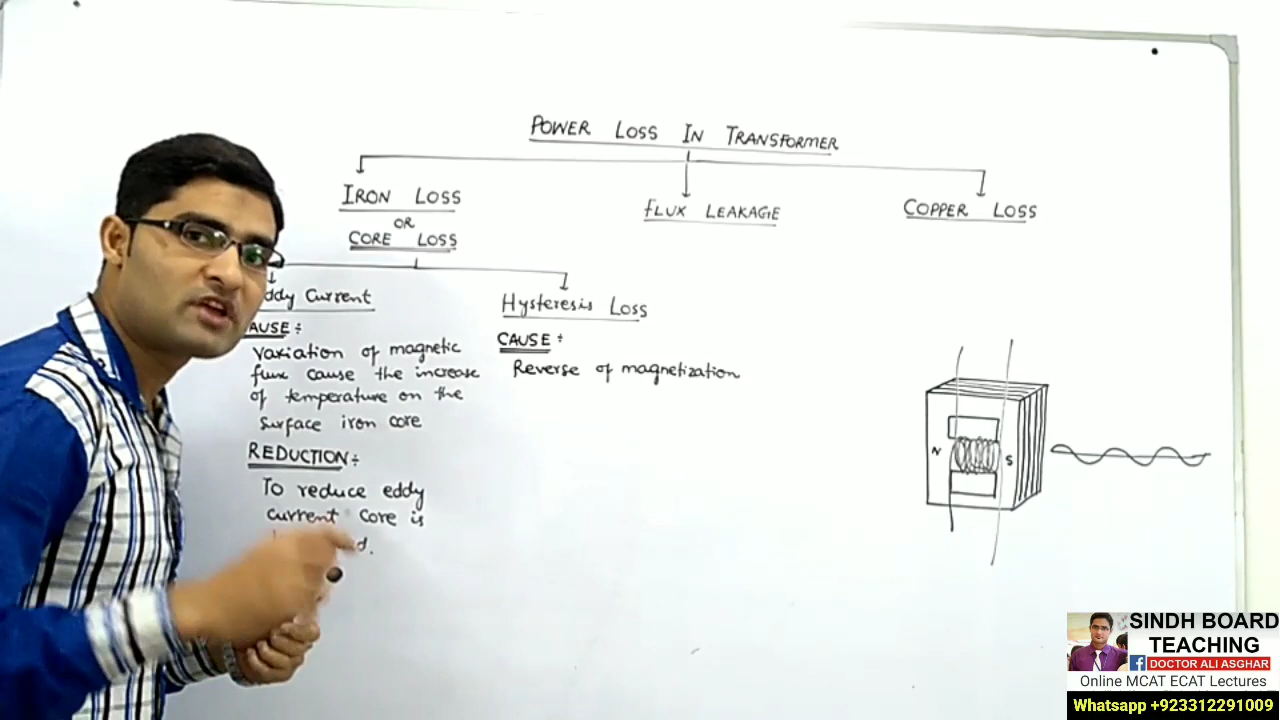 POWER LOSS IN TRANSFORMER
IRON LOSS
OR
CORE LOSS
FLUX LEAKAGE
COPPER LOSS
ddy Current
AUSE:
Variation of magnetic
flux cause the increase
of temperature on the
surface iron core
REDUCTION:
To reduce eddy
current core is
d.
Hysteresis Loss
CAUSE:
Reverse of magnetization
N
S
SINDH BOARD
TEACHING
f DOCTOR ALI ASGHAR
Online MCAT ECAT Lectures
Whatsapp +923312291009